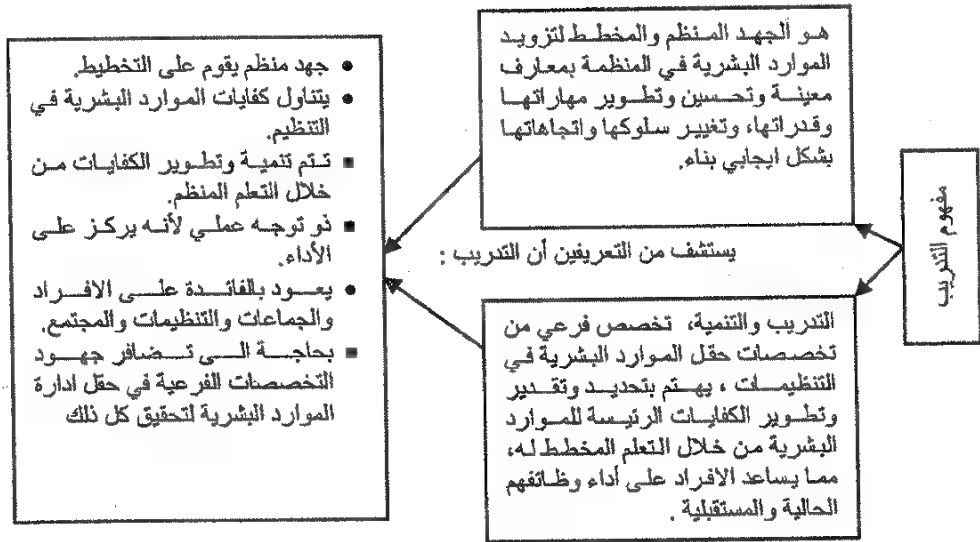 مفهوم التدريب
هو الجهد المنظم والمخطط لتزويد
الموارد البشرية في المنظمة بمعارف
معينة وتحسين وتطوير مهاراتها
وقدراتها، وتغيير سلوكها واتجاهاتها
بشكل ايجابي بناء.
يستشف من التعريفين أن التدريب :
التدريب والتنمية، تخصص فرعي من
تخصصات حقل الموارد البشرية في
التنظيمات ، يهتم بتحديد وتقدير
وتطوير الكفايات الرئيسة للموارد
البشرية من خلال التعلم المخطط له،
مما يساعد الافراد على أداء وظائفهم
الحالية والمستقبلية .
• جهد منظم يقوم على التخطيط.
• يتناول كفايات الموارد البشرية في
التنظيم.
▪ تتم تنمية وتطوير الكفايات من
خلال التعلم المنظم.
▪ ذو توجه عملي لأنه يركز على
الأداء.
• يعود بالفائدة على الافراد
والجماعات والتنظيمات والمجتمع.
▪ بحاجة الى تضافر جهود
التخصصات الفرعية في حقل ادارة
الموارد البشرية لتحقيق كل ذلك